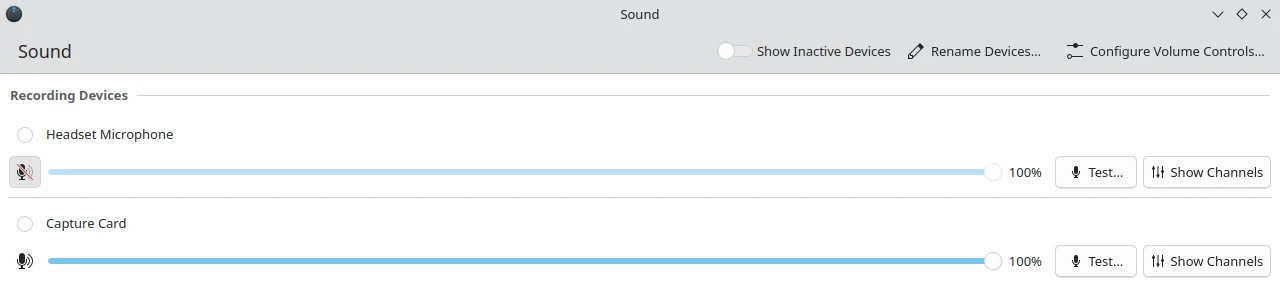 Sound
Sound Show Inactive Devices Rename Devices... Configure Volume Controls...
Recording Devices
Headset Microphone
100% Test... Show Channels
Capture Card
100% Test... Show Channels